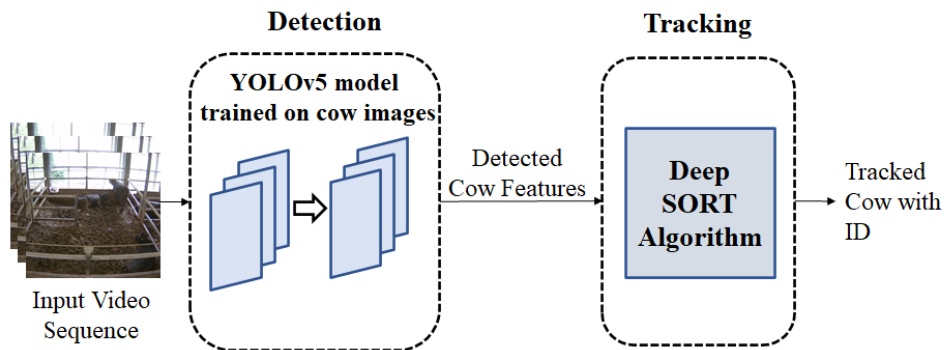 Detection
Tracking
YOLOv5 model
trained on cow images
Input Video
Sequence
Detected
Cow Features
Deep
SORT
Algorithm
Tracked
Cow with
ID